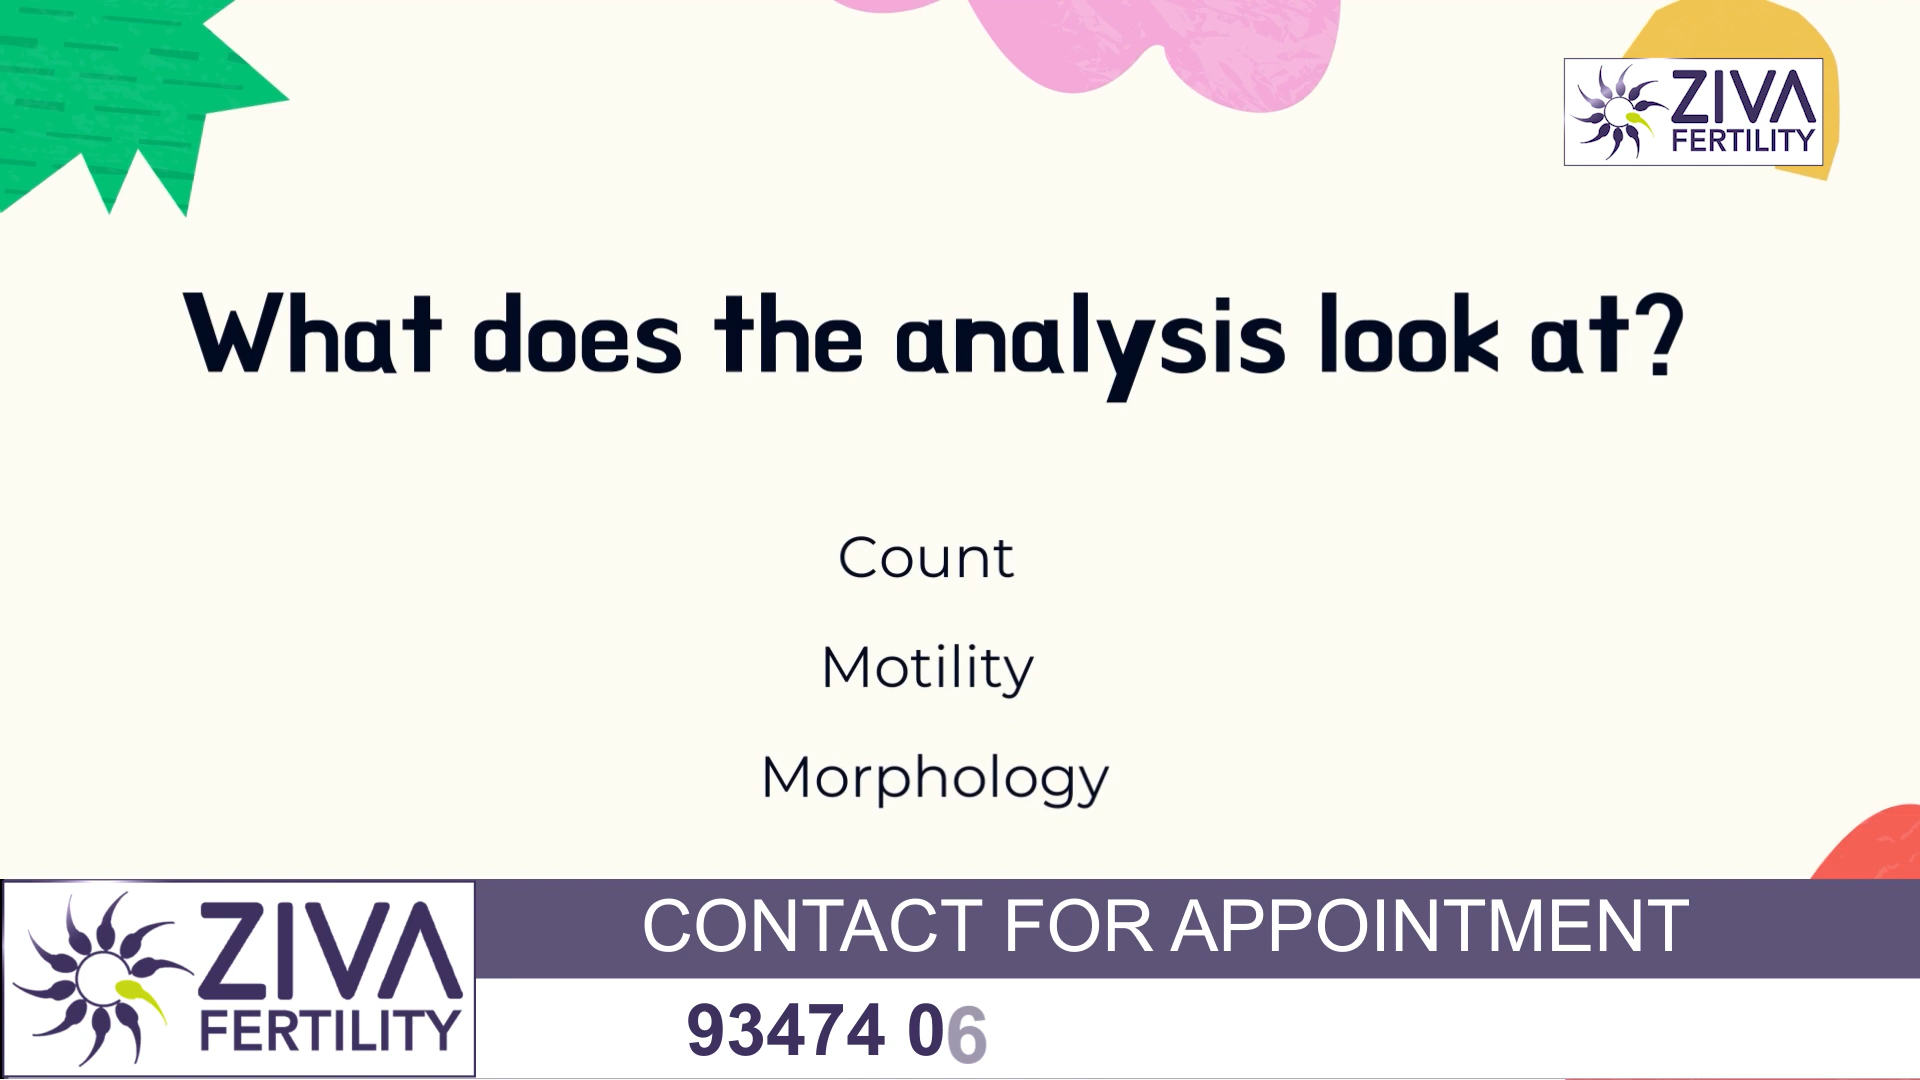 ZIVA
FERTILITY
What does the analysis look at?
Count
Motility
Morphology
ZIVA
FERTILITY
CONTACT FOR APPOINTMENT
93474 06